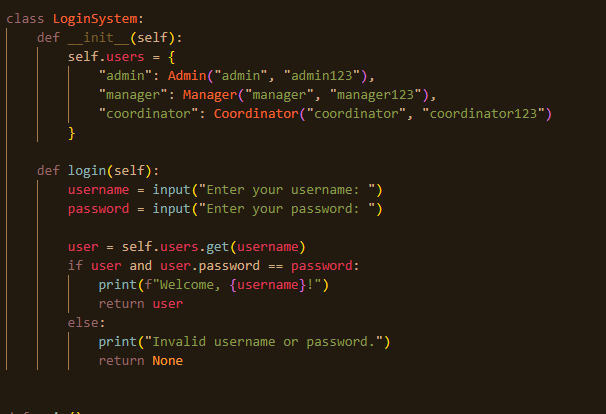 class LoginSystem:
    def __init__(self):
        self.users = {
            "admin": Admin("admin", "admin123"),
            "manager": Manager("manager", "manager123"),
            "coordinator": Coordinator("coordinator", "coordinator123")
        }
    def login(self):
        username = input("Enter your username: ")
        password = input("Enter your password: ")
        user = self.users.get(username)
        if user and user.password == password:
            print(f"Welcome, {username}!")
            return user
        else:
            print("Invalid username or password.")
            return None